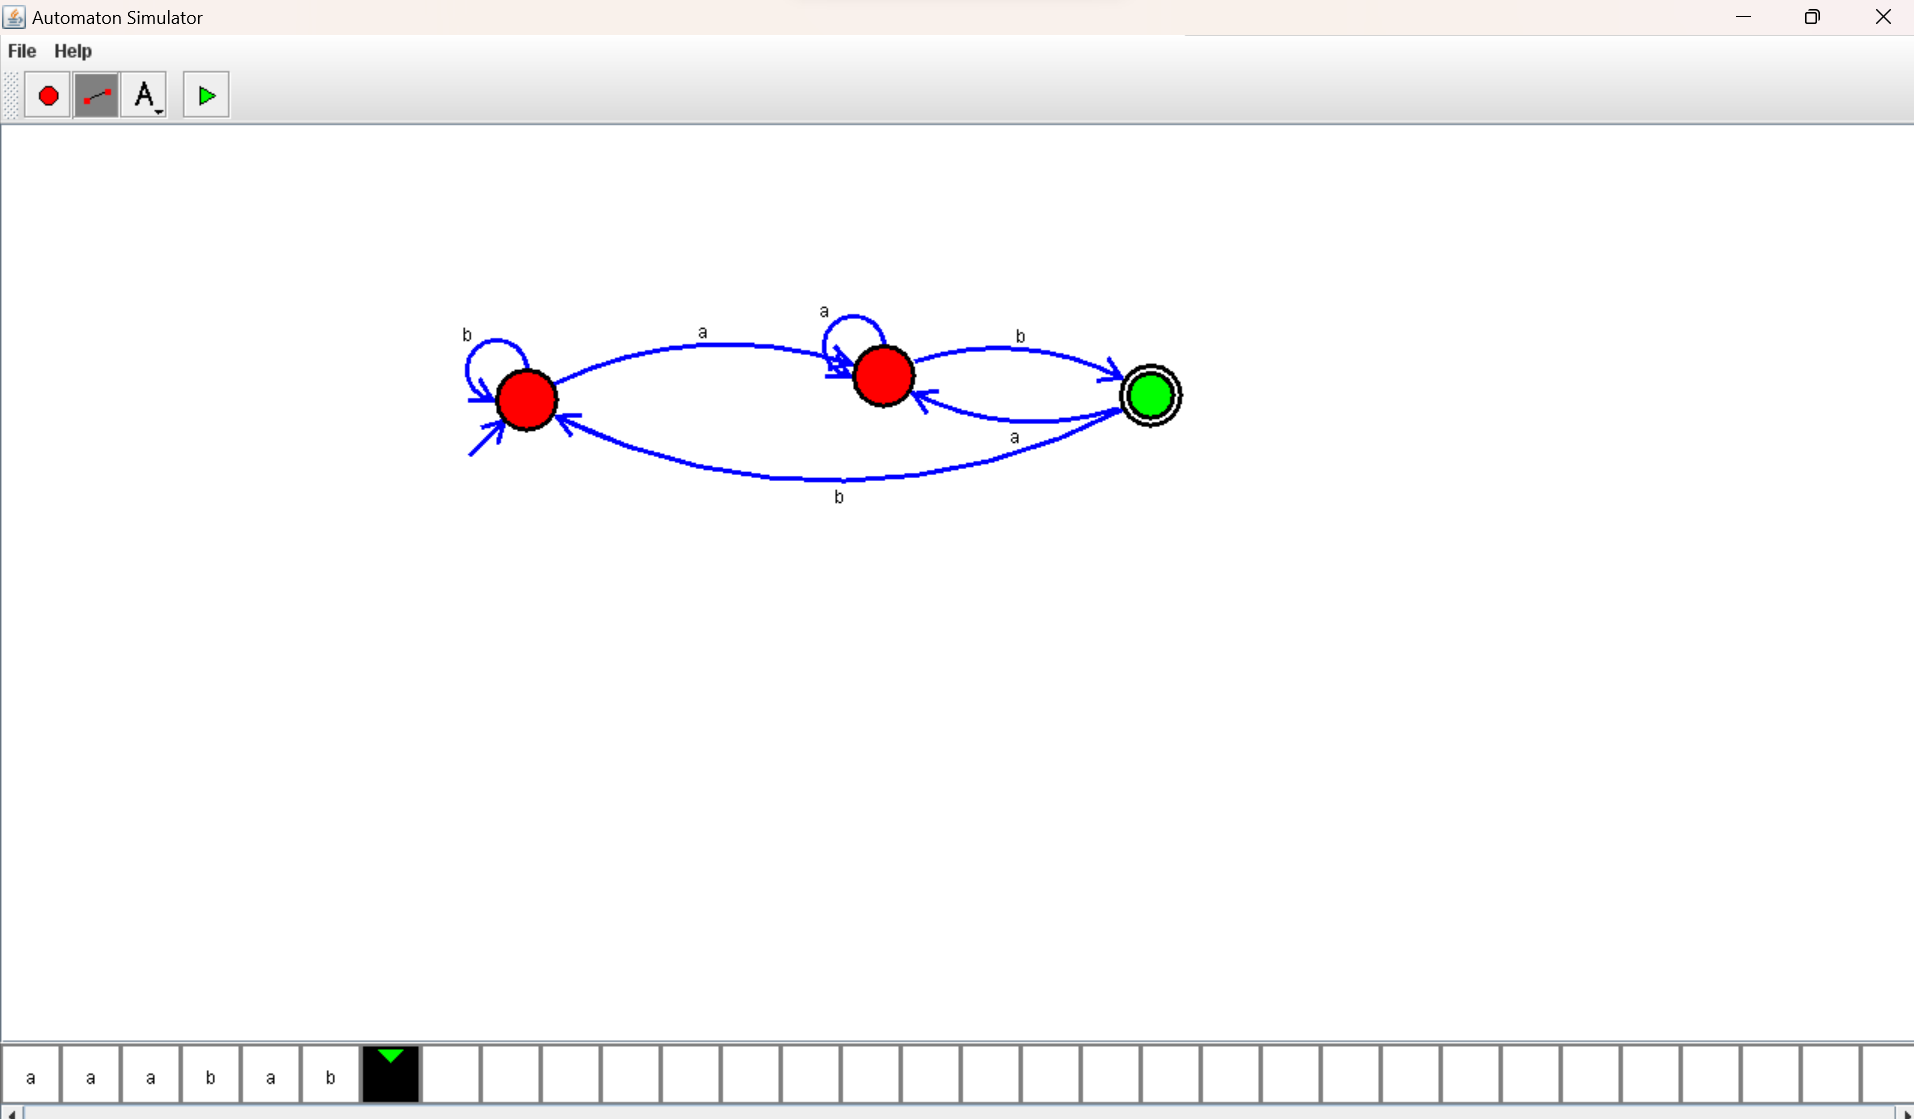 Automaton Simulator
File Help
A
a
b a b
a
b
a a a b a b